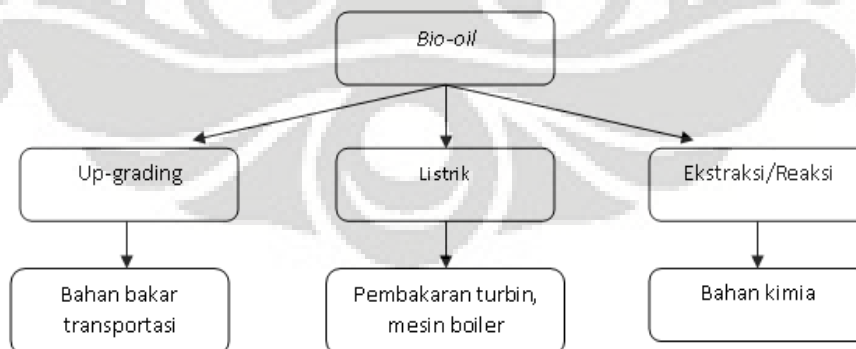 Bio-oil
Up-grading
Listrik
Ekstraksi/Reaksi
Bahan bakar
transportasi
Pembakaran turbin,
mesin boiler
Bahan kimia